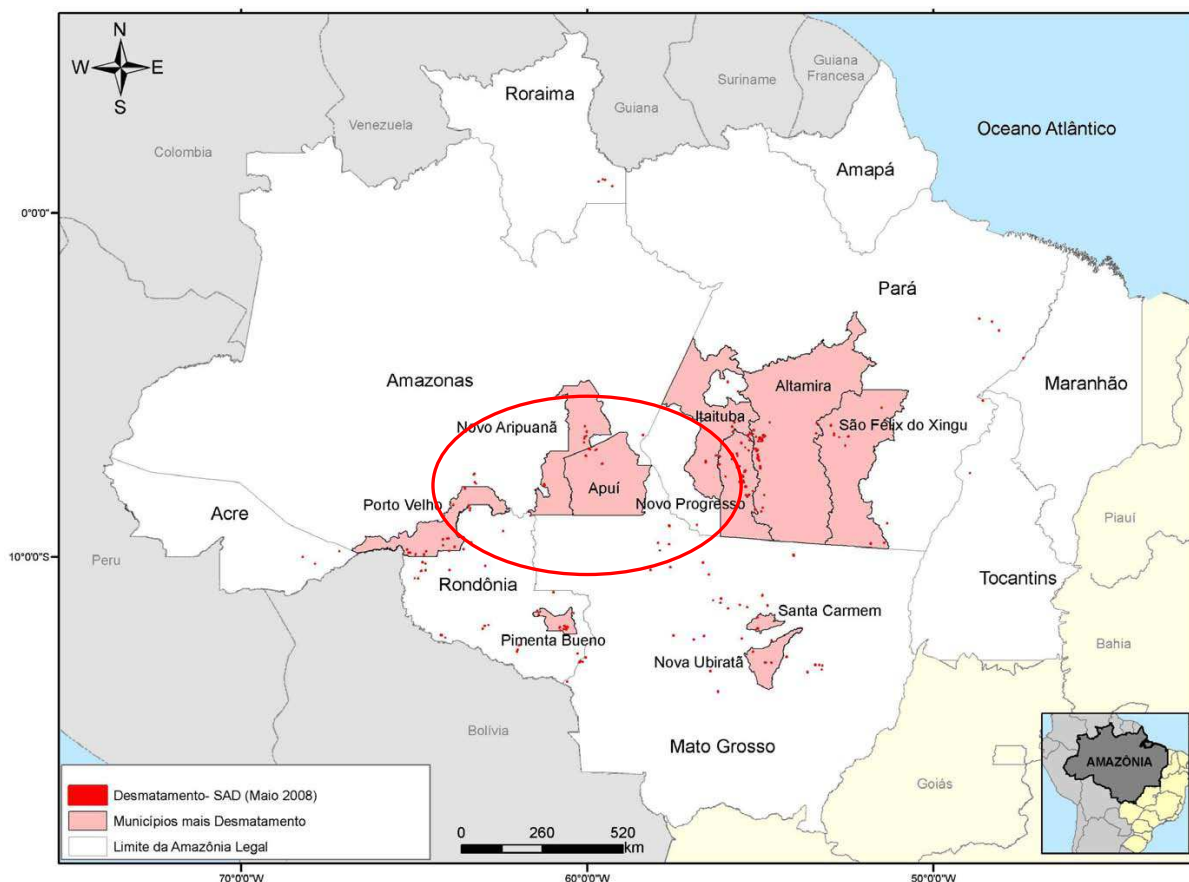 N
W E
S
Roraima
Guiana
Suriname
Guiana
Francesa
Venezuela
Colombia
Oceano Atlântico
Amapá
0°0'0"
Pará
Amazonas
Altamira
Maranhão
Novo Aripuanã
Itaituba
São Félix do Xingu
Apuí
Porto Velho
Novo Progresso
Acre
Piauí
10°0'0"S
Peru
Rondônia
Tocantins
Santa Carmem
Pimenta Bueno
Nova Ubiratã
Bahia
Bolívia
Mato Grosso
Goiás
AMAZÔNIA
Desmatamento- SAD (Maio 2008)
Municípios mais Desmatamento
Limite da Amazônia Legal
0 260 520
km
70°0'0"W 60°0'0"W 50°0'0"W